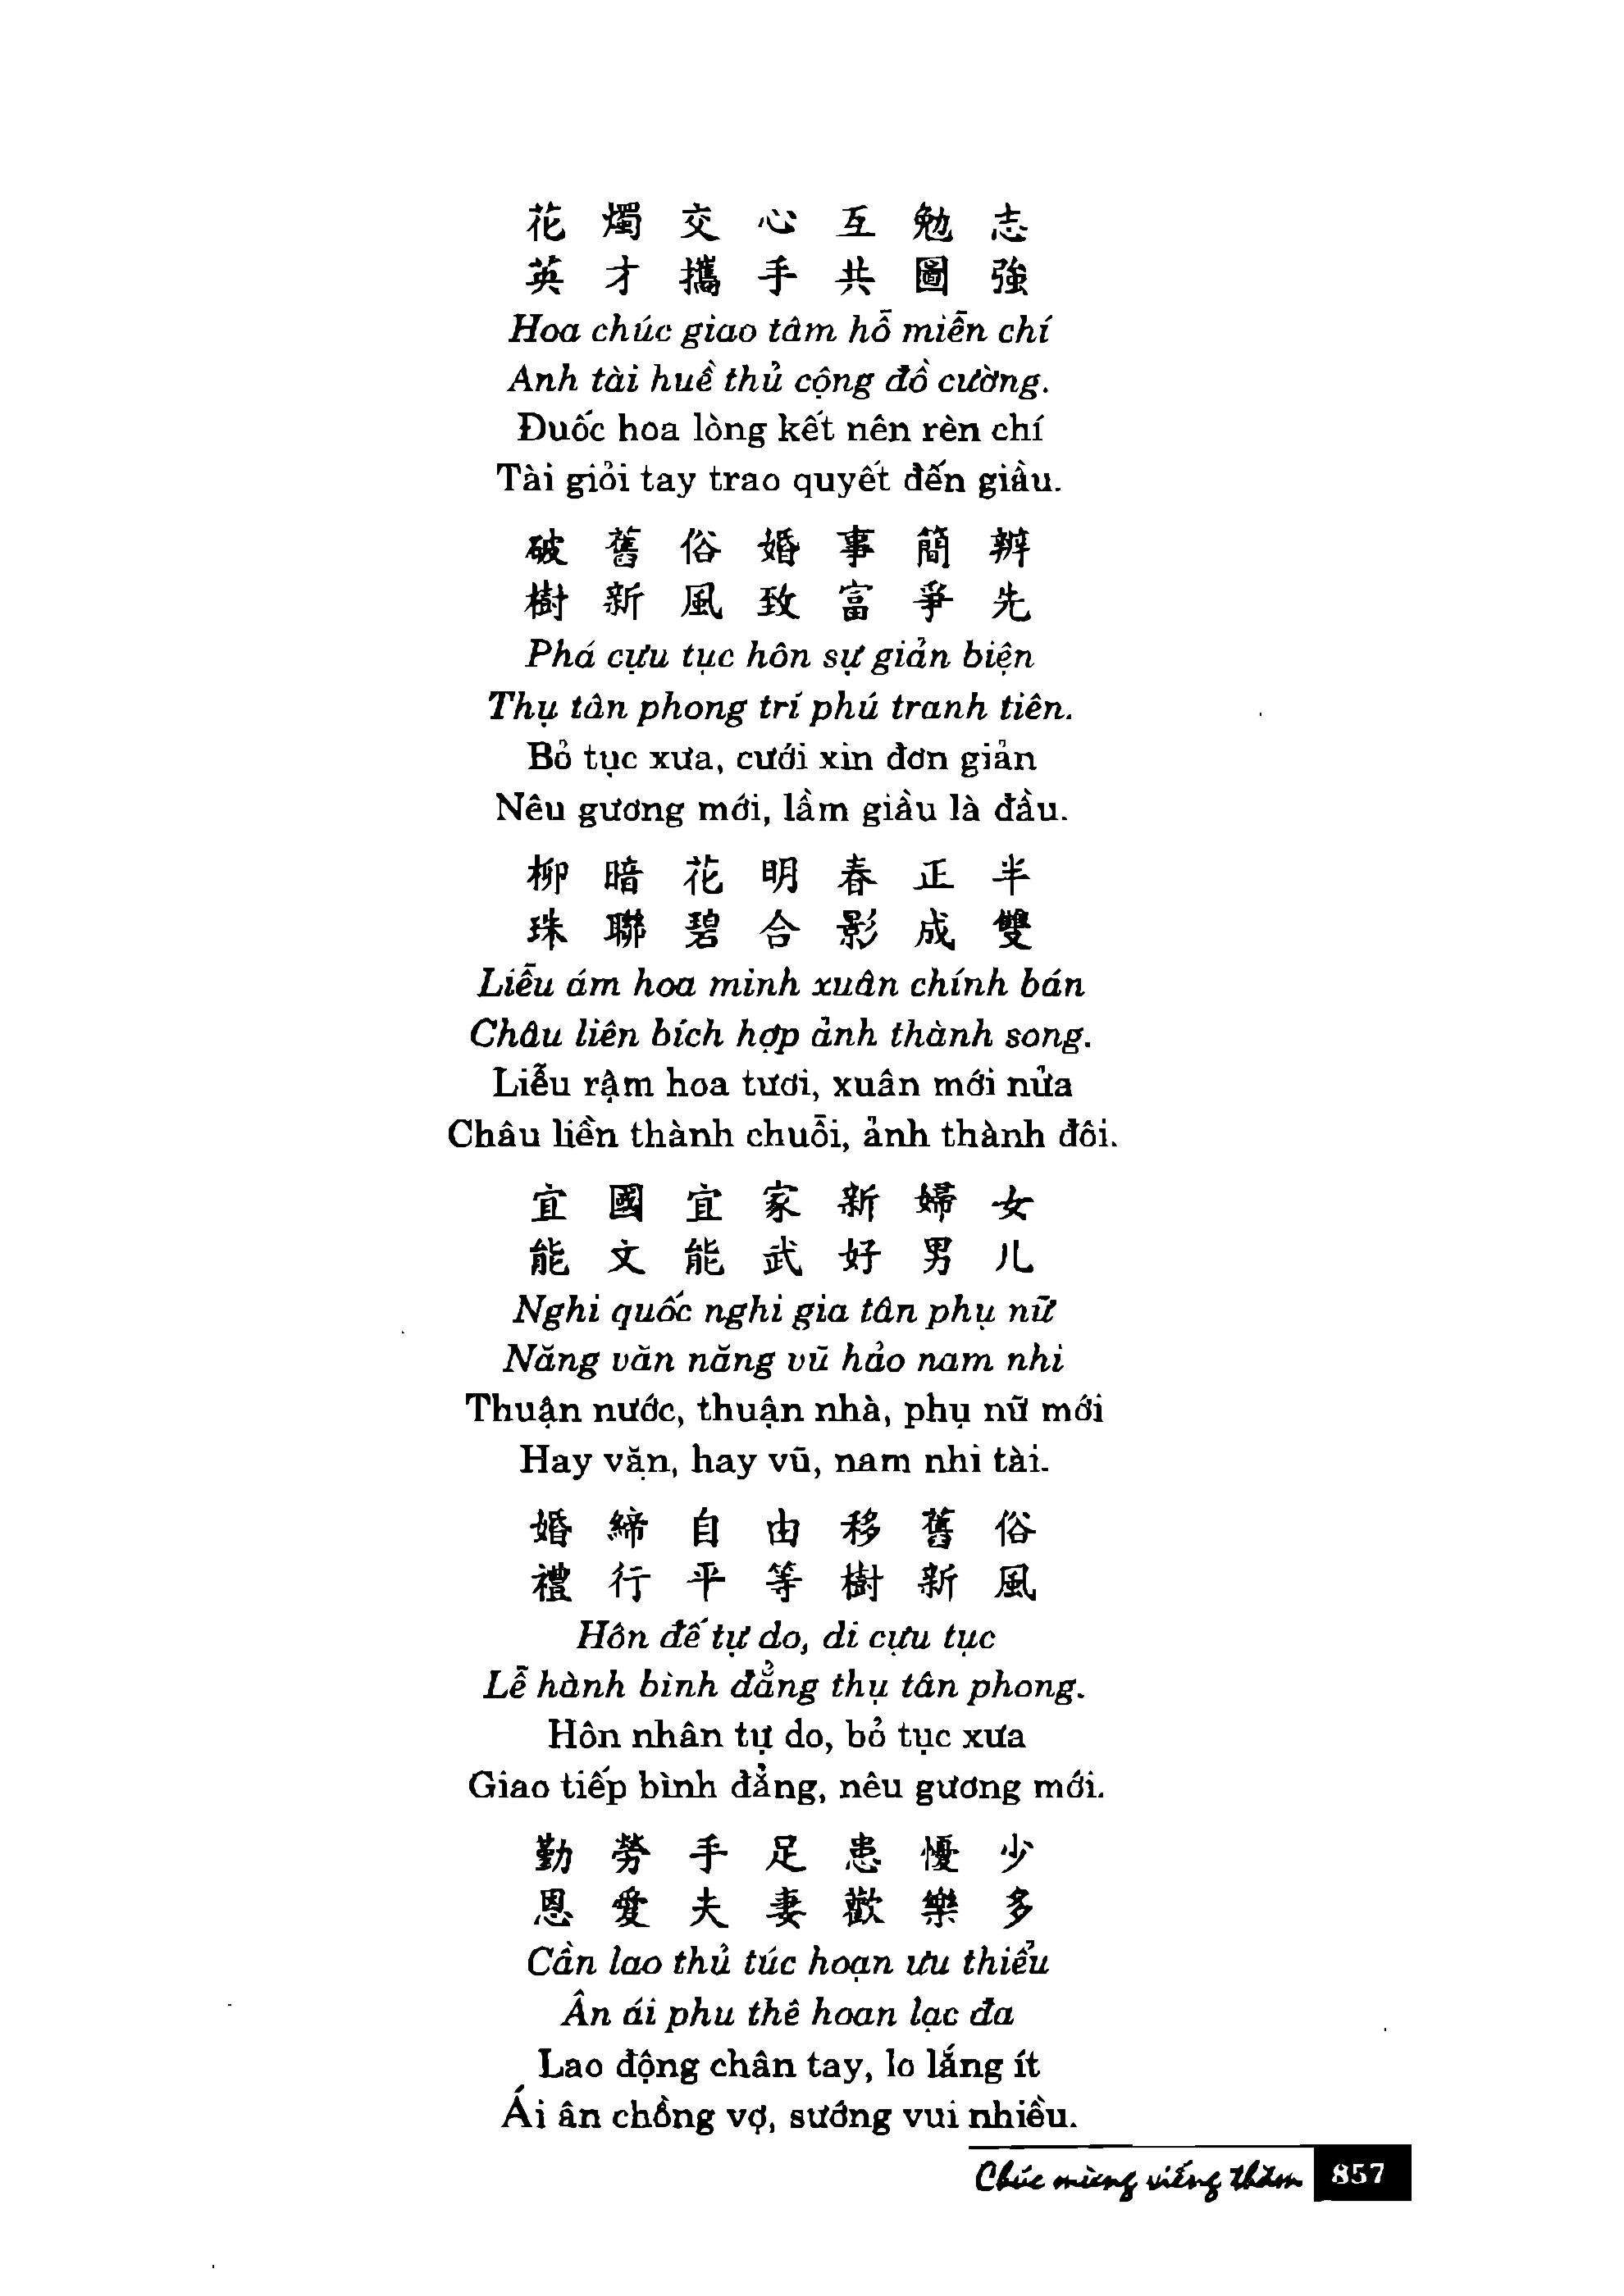 花 燭 交 心 互 勉 志
英 才 攜 手 共 圖 強
Hoa chúc giao tâm hỗ miễn chí
Anh tài huề thủ cộng đồ cường.
Đuốc hoa lòng kết nên rèn chí
Tài giỏi tay trao quyết đến giầu.
破 舊 俗 婚 事 簡 辨
樹 新 風 致 富 爭 先
Phá cựu tục hôn sự giản biện
Thụ tân phong trí phú tranh tiên.
Bỏ tục xưa, cưới xin đơn giản
Nêu gương mới, lầm giầu là đầu.
柳 暗 花 明 春 正 半
珠 聯 碧 合 影 成 雙
Liễu ám hoa minh xuân chính bán
Châu liên bích hợp ảnh thành song.
Liễu rậm hoa tươi, xuân mới nửa
Châu liền thành chuỗi, ảnh thành đôi.
宜 國 宜 家 新 婦 女
能 文 能 武 好 男 儿
Nghi quốc nghi gia tân phụ nữ
Năng văn năng vũ hảo nam nhi
Thuận nước, thuận nhà, phụ nữ mới
Hay văn, hay vũ, nam nhi tài.
婚 締 自 由 移 舊 俗
禮 行 平 等 樹 新 風
Hôn đế tự do, di cựu tục
Lễ hành bình đẳng thụ tân phong.
Hôn nhân tự do, bỏ tục xưa
Giao tiếp bình đẳng, nêu gương mới.
勤 勞 手 足 患 懮 少
恩 愛 夫 妻 歡 樂 多
Cần lao thủ túc hoạn ưu thiểu
Ân ái phu thê hoan lạc đa
Lao động chân tay, lo lắng ít
Ái ân chồng vợ, sướng vui nhiều.
Chúc mừng viếng thăm 857